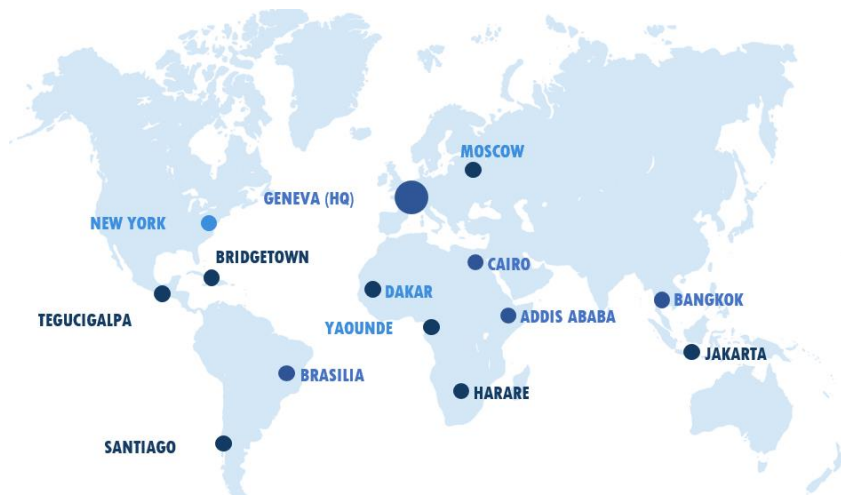 MOSCOW
GENEVA (HQ)
NEW YORK
BRIDGETOWN
CAIRO
DAKAR
BANGKOK
TEGUCIGALPA
YAOUNDE
ADDIS ABABA
JAKARTA
BRASILIA
HARARE
SANTIAGO